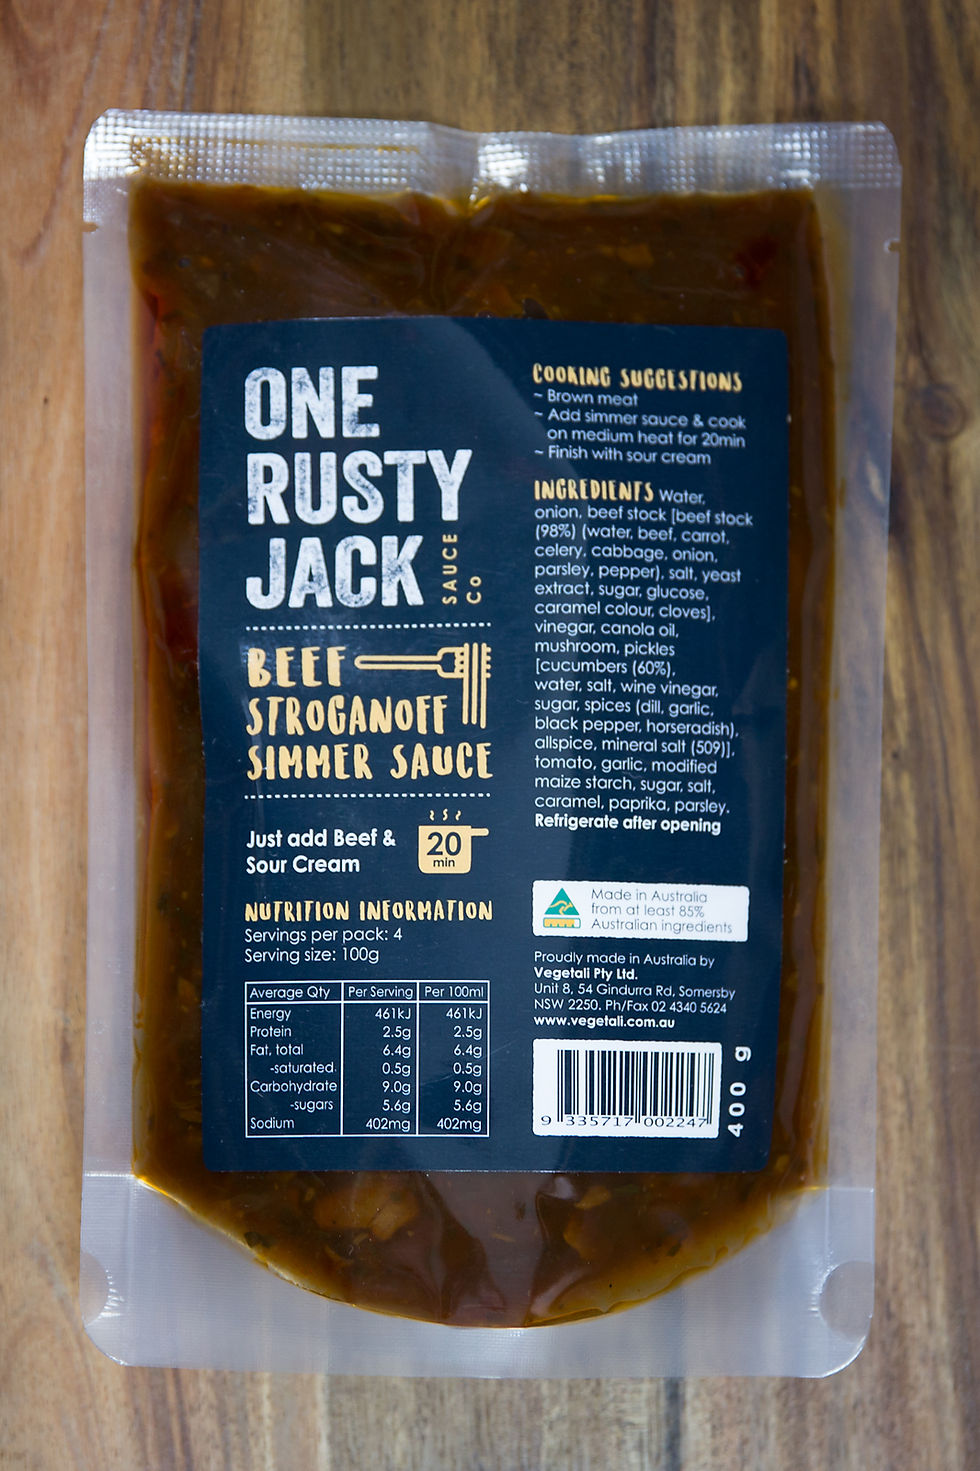 ONE
RUSTY
JACK
SAUCE
Co
BEEF
STROGANOFF
SIMMER SAUCE
Just add Beef &
Sour Cream
20
min
NUTRITION INFORMATION
Servings per pack: 4
Serving size: 100g
Average Qty Per Serving Per 100ml
Energy 461kJ 461kJ
Protein 2.5g 2.5g
Fat, total 6.4g 6.4g
-saturated 0.5g 0.5g
Carbohydrate 9.0g 9.0g
-sugars 5.6g 5.6g
Sodium 402mg 402mg
COOKING SUGGESTIONS
~ Brown meat
~ Add simmer sauce & cook
on medium heat for 20min
~ Finish with sour cream
INGREDIENTS Water,
onion, beef stock [beef stock
(98%) (water, beef, carrot,
celery, cabbage, onion,
parsley, pepper), salt, yeast
extract, sugar, glucose,
caramel colour, cloves],
vinegar, canola oil,
mushroom, pickles
[cucumbers (60%),
water, salt, wine vinegar,
sugar, spices (dill, garlic,
black pepper, horseradish),
allspice, mineral salt (509)],
tomato, garlic, modified
maize starch, sugar, salt,
caramel, paprika, parsley.
Refrigerate after opening
Made in Australia
from at least 85%
Australian ingredients
Proudly made in Australia by
Vegetali Pty Ltd.
Unit 8, 54 Gindurra Rd, Somersby
NSW 2250. Ph/Fax 02 4340 5624
www.vegetali.com.au
9 335717 002247
400 g